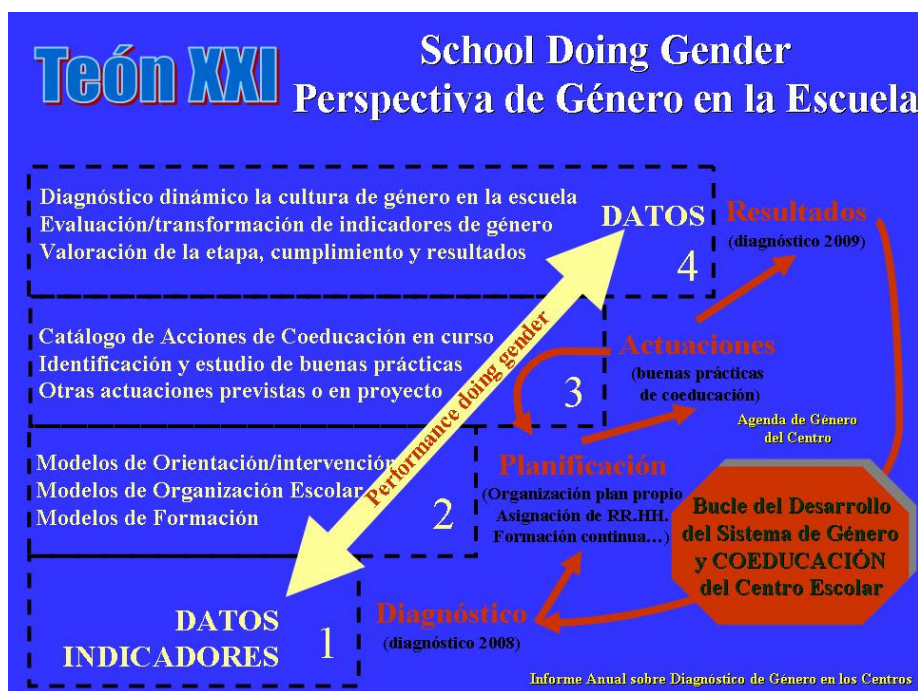 Teón XXI
School Doing Gender
Perspectiva de Género en la Escuela
Diagnóstico dinámico la cultura de género en la escuela
Evaluación/transformación de indicadores de género
Valoración de la etapa, cumplimiento y resultados
DATOS
4
Resultados
(diagnóstico 2009)
Catálogo de Acciones de Coeducación en curso
Identificación y estudio de buenas prácticas
Otras actuaciones previstas o en proyecto
3
Actuaciones
(buenas prácticas
de coeducación)
Performance doing gender
Agenda de Género
del Centro
Modelos de Orientación/intervención
Modelos de Organización Escolar
Modelos de Formación
2
Planificación
(Organización plan propio
Asignación de RR.HH.
Formación continua...)
Bucle del Desarrollo
del Sistema de Género
y COEDUCACIÓN
del Centro Escolar
DATOS
INDICADORES
1
Diagnóstico
(diagnóstico 2008)
Informe Anual sobre Diagnóstico de Género en los Centros